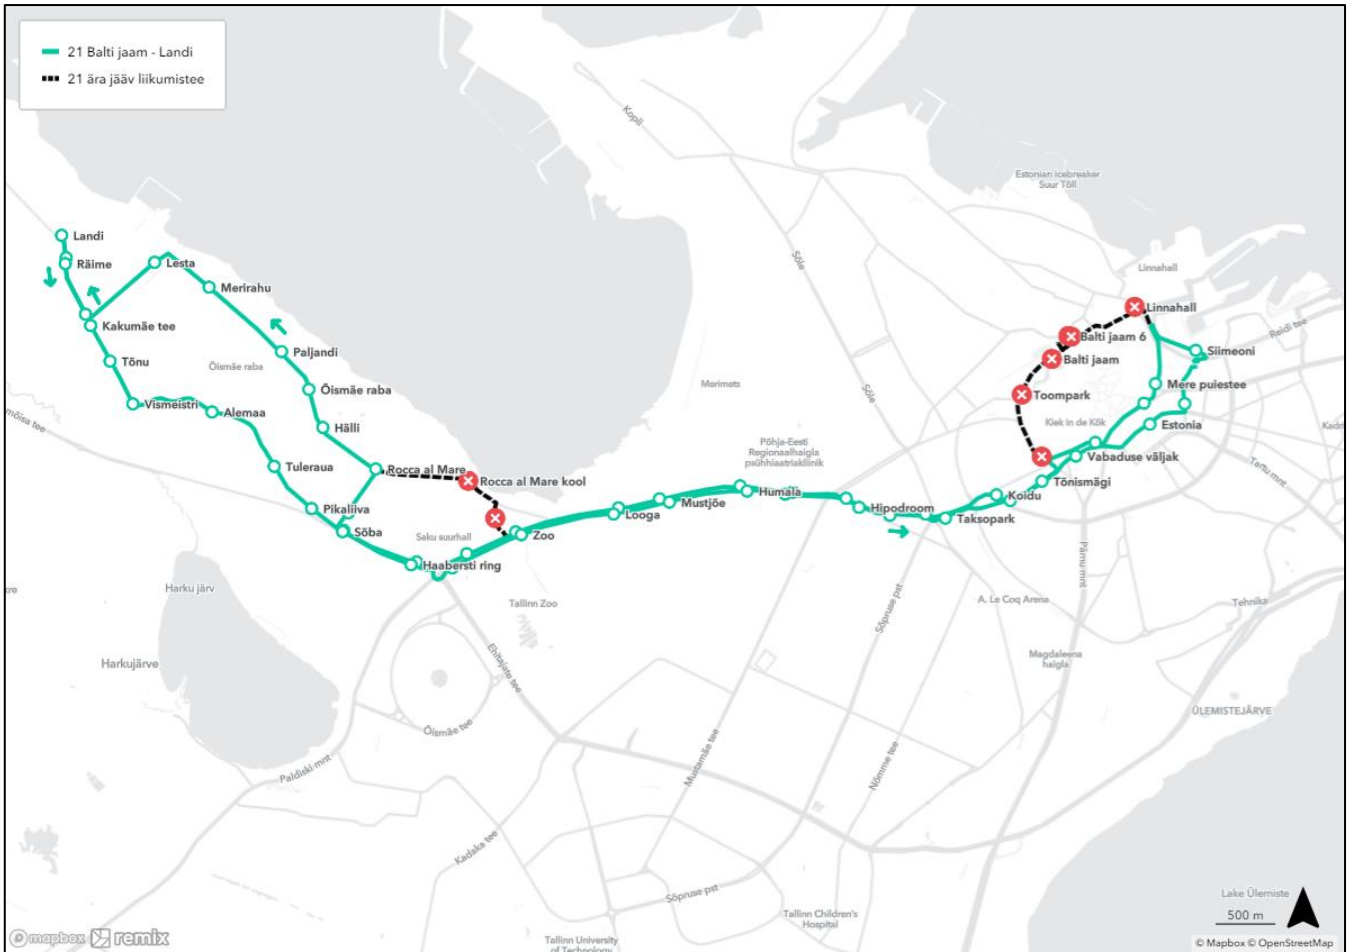 21 Balti jaam - Landi
21 ära jääv liikumistee
Kopli
Estonian icebreaker
Suur Tõll
Landi
Räime
Lesta
Merirahu
Kakumäe tee
Tõnu
Õismäe raba
Paljandi
Õismäe raba
Vismeistri
Alemaa
Hälli
Sõle
Linnahall
Linnahall
Balti jaam 6
Balti jaam
Reidi tee
Siimeoni
Toompark
Mere puiestee
Kiek in de Kök
Estonia
Merimets
Sõle
Põhja-Eesti
Regionaalhaigla
psühhiaatriakliinik
Vabaduse väljak
Tartu mnt
Tuleraua
Rocca al Mare
Rocca al Mare kool
Tõnismägi
Pikaliiva
Humala
Mustjõe
Looga
Koidu
Hipodroom
Taksopark
Sõba
Saku suurhall
Zoo
Haabersti ring
Pärnu mnt
Harku järv
Tallinn Zoo
A. Le Coq Arena
Tehnika
Sõpruse pst
Harkujärve
Ehitajate tee
Magdaleena
haigla
ÜLEMISTEJÄRVE
Õismäe tee
Paldiski mnt
Mustamäe tee
Nõmme tee
Kadaka tee
Sõpruse pst
Tallinn Children's
Hospital
Lake Ülemiste
500 m
Tallinn University
of Technology
mapbox remix
© Mapbox © OpenStreetMap